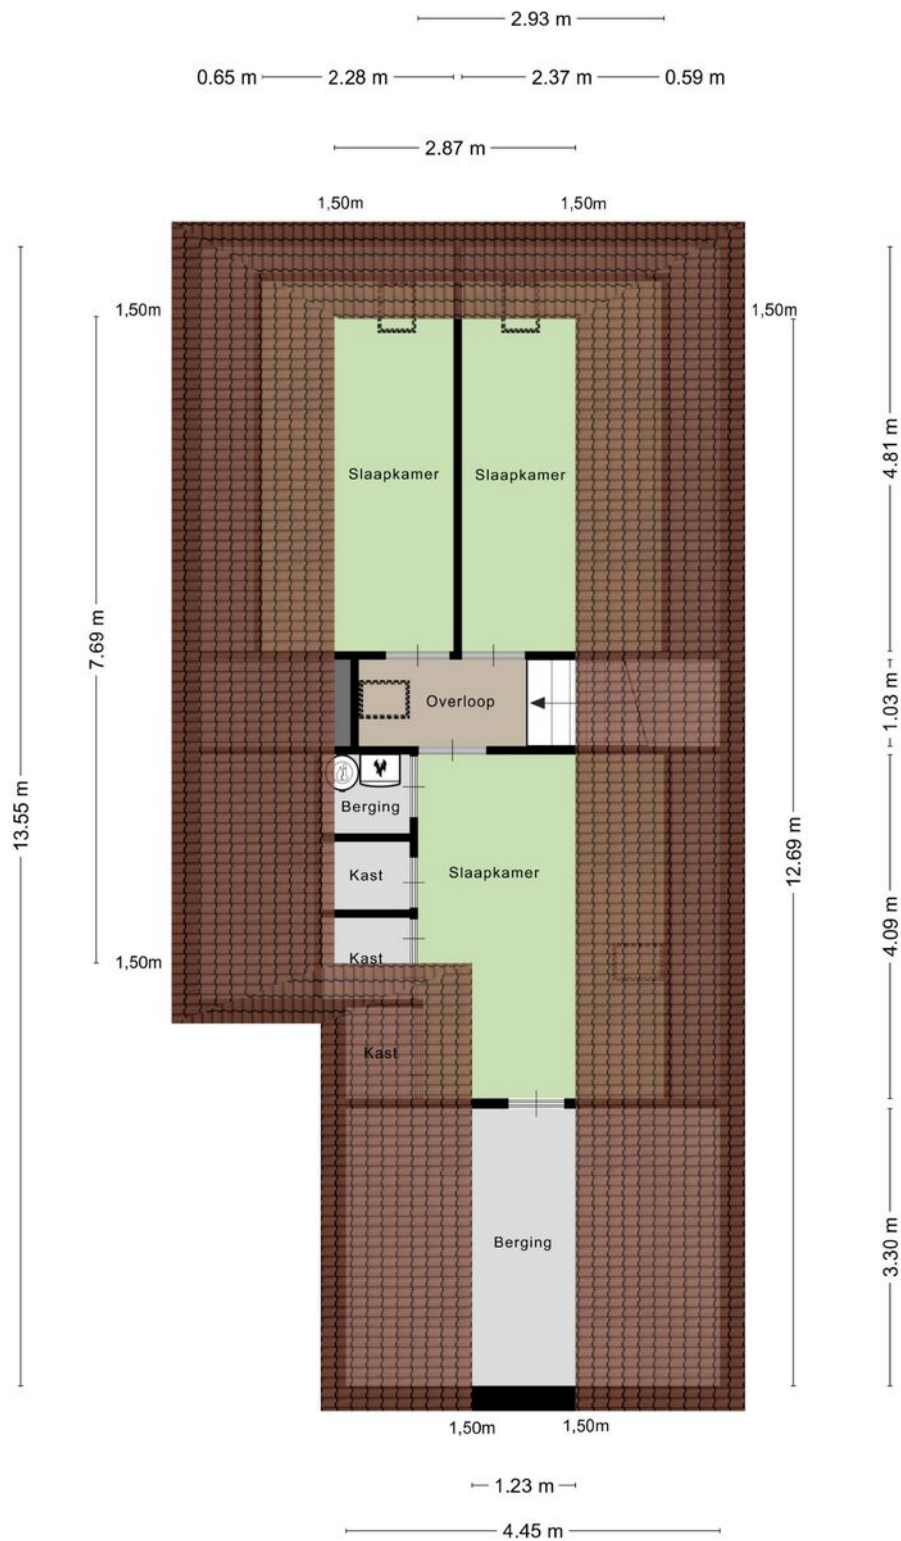 2.93 m
0.65 m 2.28 m 2.37 m 0.59 m
2.87 m
1,50m 1,50m
1,50m 1,50m
4.81 m
Slaapkamer Slaapkamer
7.69 m
Overloop
1.03 m
13.55 m
Berging
12.69 m
Kast Slaapkamer
4.09 m
Kast
1,50m
Kast
Berging
3.30 m
1,50m 1,50m
1.23 m
4.45 m